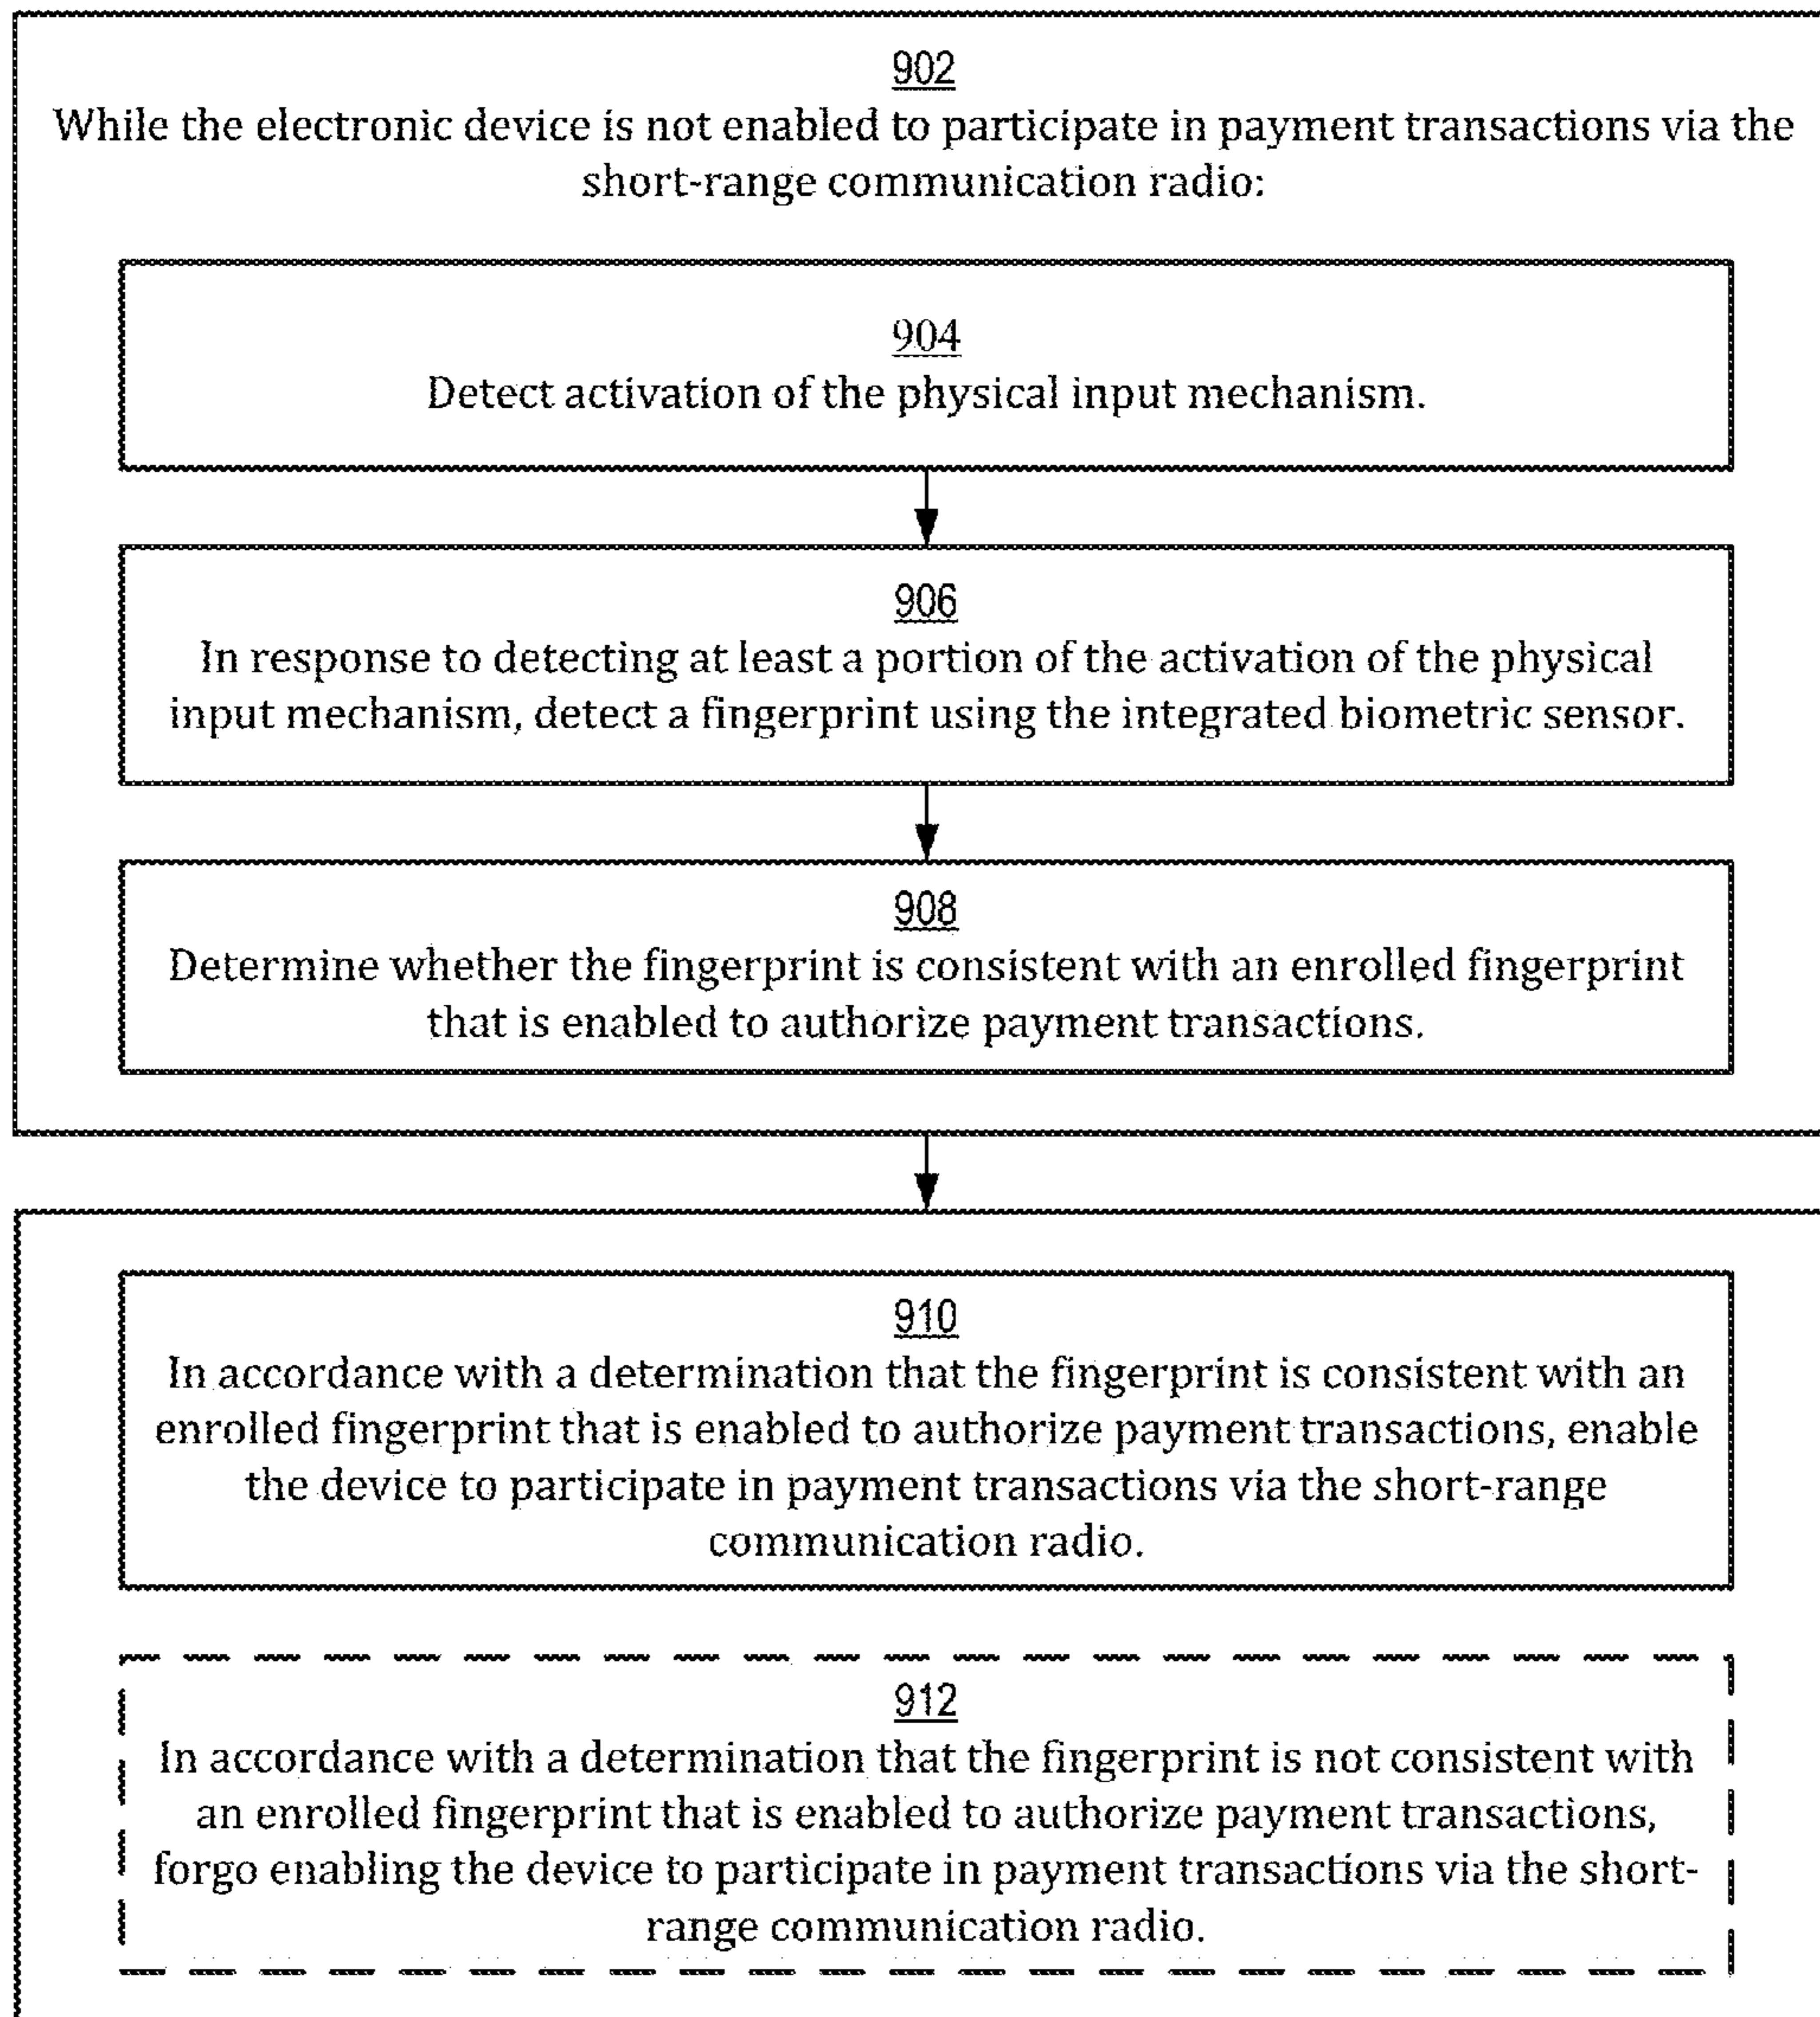 902
While the electronic device is not enabled to participate in payment transactions via the
short-range communication radio:
904
Detect activation of the physical input mechanism.
906
In response to detecting at least a portion of the activation of the physical
input mechanism, detect a fingerprint using the integrated biometric sensor.
908
Determine whether the fingerprint is consistent with an enrolled fingerprint
that is enabled to authorize payment transactions.
910
In accordance with a determination that the fingerprint is consistent with an
enrolled fingerprint that is enabled to authorize payment transactions, enable
the device to participate in payment transactions via the short-range
communication radio.
912
In accordance with a determination that the fingerprint is not consistent with
an enrolled fingerprint that is enabled to authorize payment transactions,
forgo enabling the device to participate in payment transactions via the short-
range communication radio.